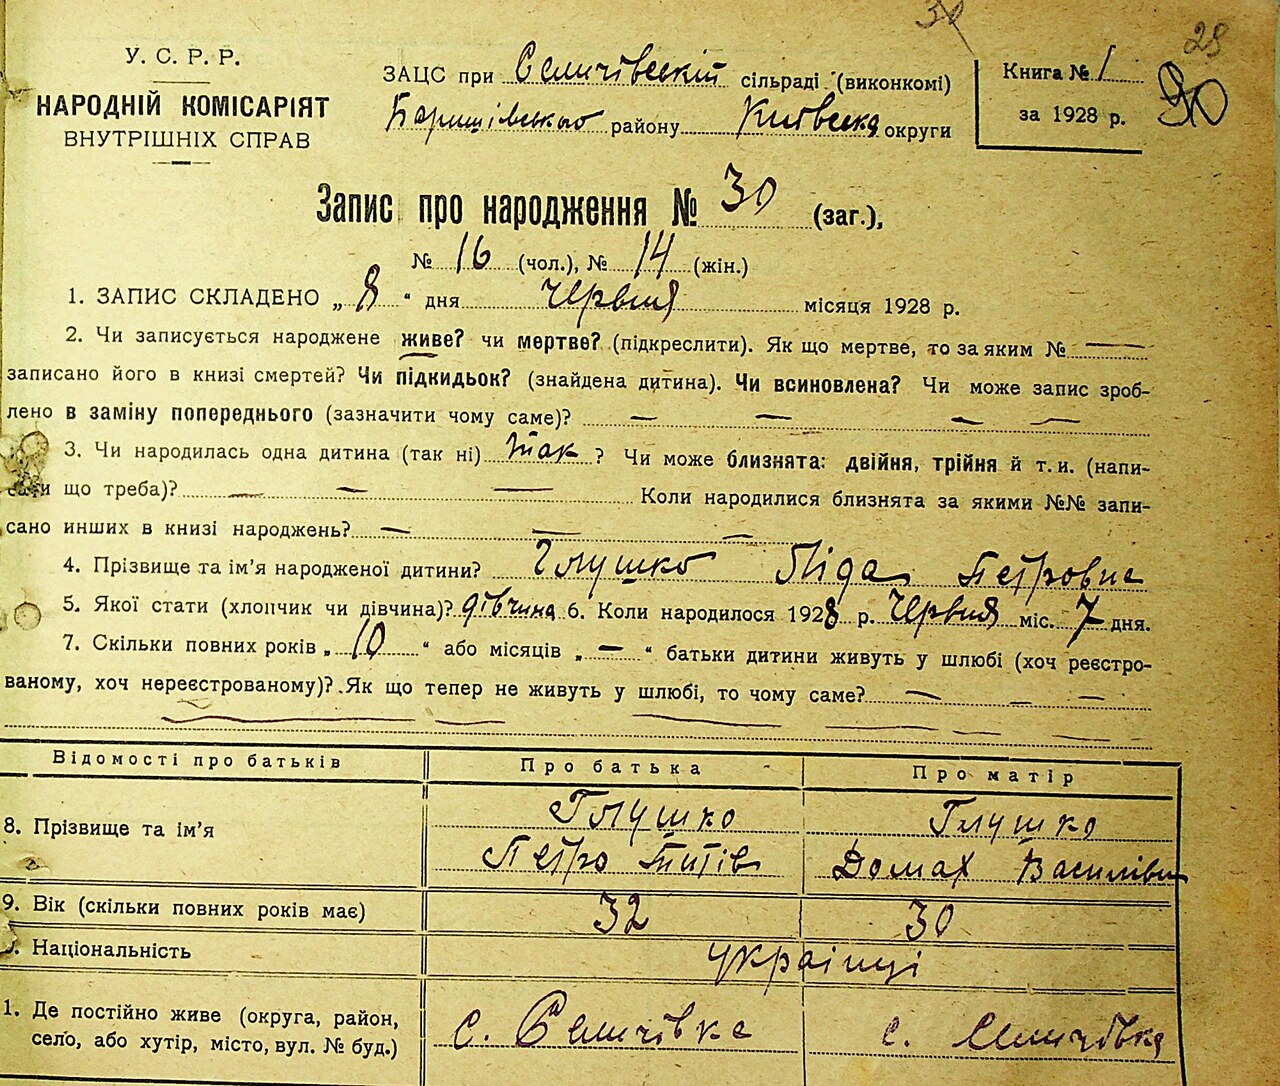 30
28
У. С. Р. Р.
НАРОДНІЙ КОМІСАРІЯТ
ВНУТРІШНІХ СПРАВ
ЗАЦС при Селичівській сільраді (виконкомі)
Баришівського району Київська округи
Книга № 1
за 1928 р.
30
Запис про народження № 30 (заг.),
№ 16 (чол.), № 14 (жін.)
1. ЗАПИС СКЛАДЕНО „ 8 “ дня червня місяця 1928 р.
2. Чи записується народжене живе? чи мертве? (підкреслити). Як що мертве, то за яким № —
записано його в книзі смертей? Чи підкидьок? (знайдена дитина). Чи всиновлена? Чи може запис зроб-
лено в заміну попереднього (зазначити чому саме)? — — — —
3. Чи народилась одна дитина (так ні) так ? Чи може близнята: двійня, трійня й т. и. (напи-
сати що треба)? — — — Коли народилися близнята за якими №№ запи-
сано инших в книзі народжень? — — —
4. Прізвище та ім'я народженої дитини? Глушко Ліда Петровна
5. Якої стати (хлопчик чи дівчина)? дівчина 6. Коли народилося 1928 р. червня міс. 7 дня.
7. Скільки повних років „ 10 “ або місяців „ — “ батьки дитини живуть у шлюбі (хоч реєстро-
ваному, хоч нереєстрованому)? Як що тепер не живуть у шлюбі, то чому саме? — — —
Відомості про батьків Про батька Про матір
8. Прізвище та ім'я Глушко Петро Титів Глушко Домах Василівн
9. Вік (скільки повних років має) 32 30
. Національність українці
1. Де постійно живе (округа, район, с. Селичівка с. Селичівка
село, або хутір, місто, вул. № буд.)